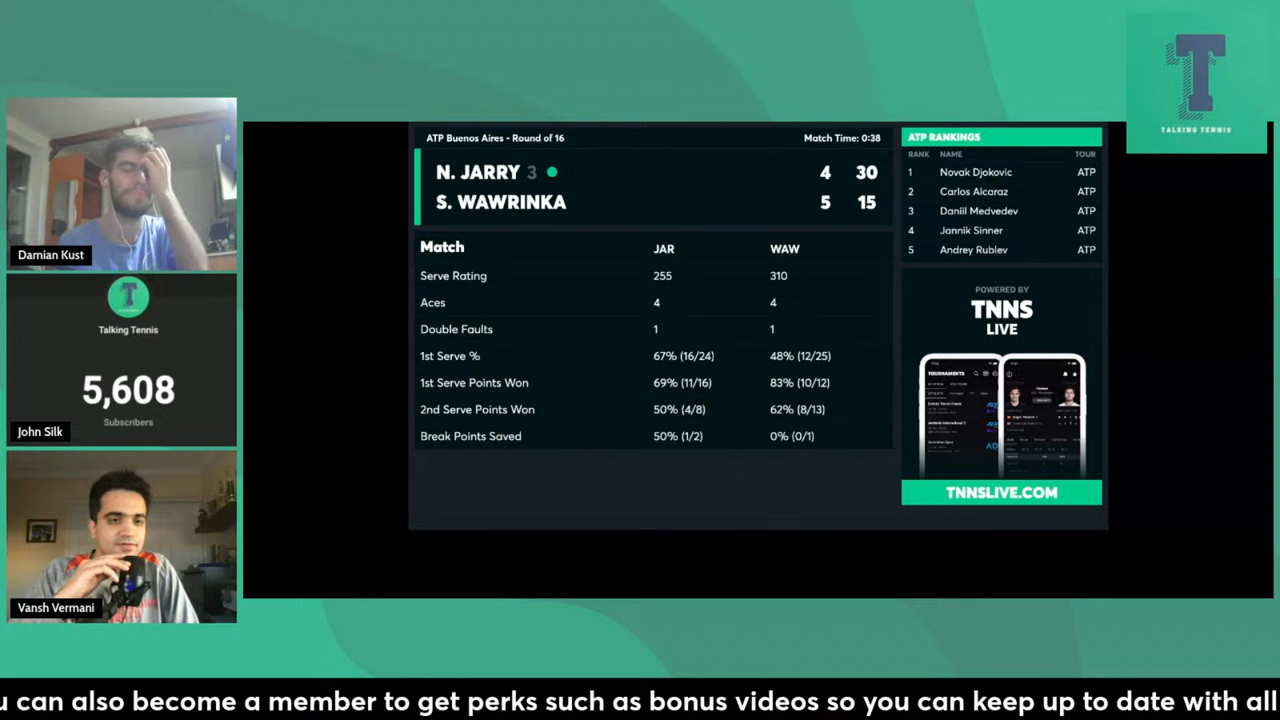 T
TALKING TENNIS
Damian Kust
T
Talking Tennis
5,608
Subscribers
John Silk
Vansh Vermani
ATP Buenos Aires - Round of 16
Match Time: 0:38
N. JARRY 3 4 30
S. WAWRINKA 5 15
Match JAR WAW
Serve Rating 255 310
Aces 4 4
Double Faults 1 1
1st Serve % 67% (16/24) 48% (12/25)
1st Serve Points Won 69% (11/16) 83% (10/12)
2nd Serve Points Won 50% (4/8) 62% (8/13)
Break Points Saved 50% (1/2) 0% (0/1)
ATP RANKINGS
RANK NAME TOUR
1 Novak Djokovic ATP
2 Carlos Alcaraz ATP
3 Daniil Medvedev ATP
4 Jannik Sinner ATP
5 Andrey Rublev ATP
POWERED BY
TNNS
LIVE
TOURNAMENTS
TNNSLIVE.COM
u can also become a member to get perks such as bonus videos so you can keep up to date with all